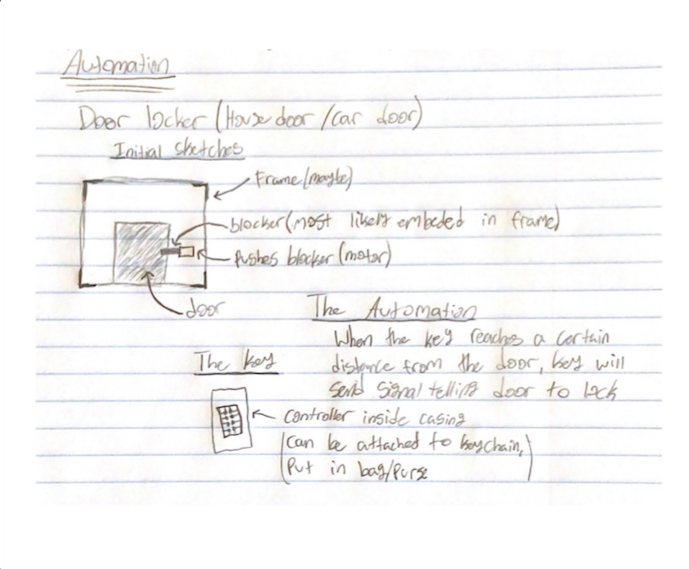 Automation
Door locker (House door / car door)
Initial sketches
Frame (maybe)
blocker (most likely embeded in frame)
Pushes blocker (motor)
door
The Automation
When the key reaches a certain
distance from the door, key will
send signal telling door to lock
The key
controller inside casing
(can be attached to keychain,
Put in bag/purse)